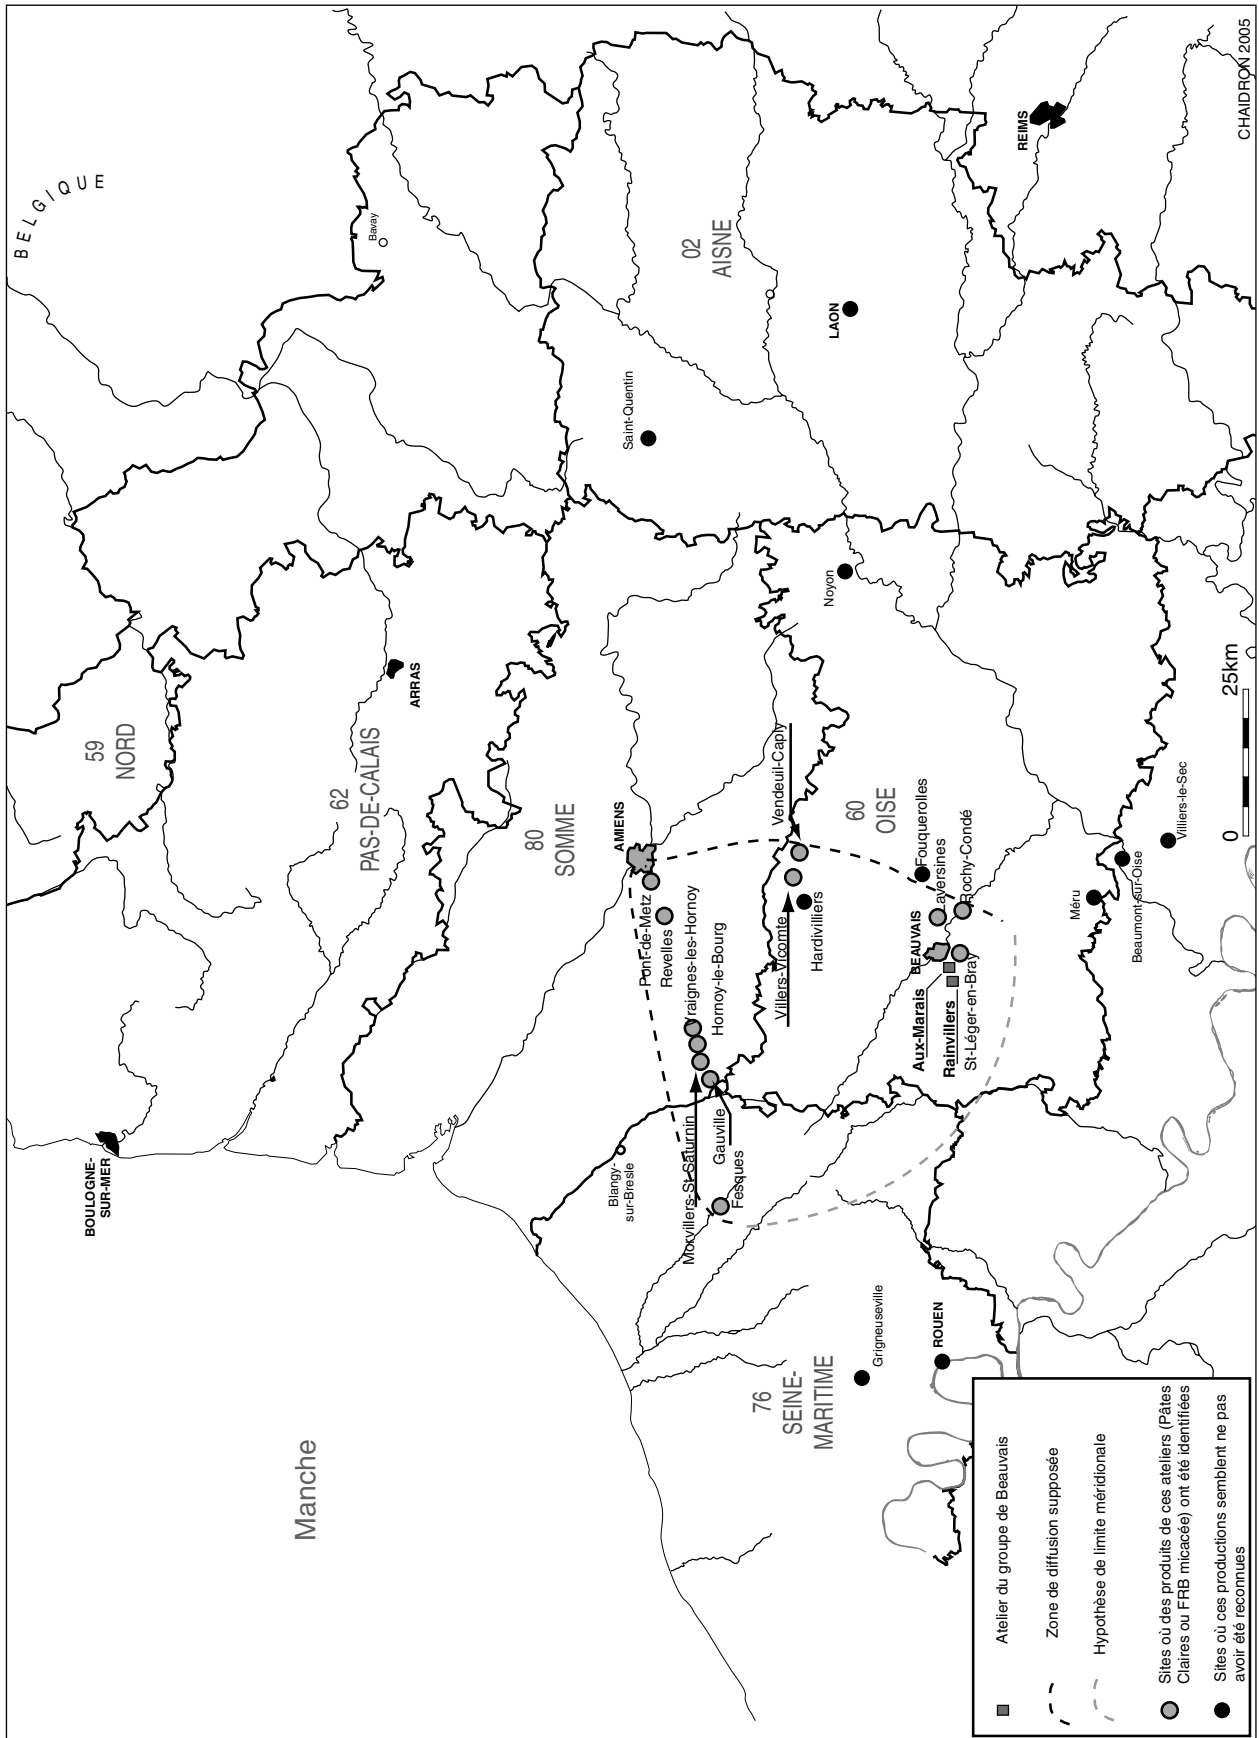 BELGIQUE
BOULOGNE-
SUR-MER
59
NORD
Manche
62
PAS-DE-CALAIS
Bavay
ARRAS
80
SOMME
AMIENS
Blangy-
sur-Bresle
Saint-Quentin
Pont-de-Metz
Revelles
Vraignes-les-Hornoy
Hornoy-le-Bourg
Morvillers-St-Saturnin
Gauville
Fesques
02
AISNE
76
SEINE-
MARITIME
Vendeuil-Caply
Villers-Vicomte
Hardivilliers
Noyon
LAON
60
OISE
Grigneuseville
Fouquerolles
BEAUVAIS
Aux-Marais
Laversines
Rochy-Condé
Rainvillers
St-Léger-en-Bray
ROUEN
REIMS
Méru
Beaumont-sur-Oise
Villiers-le-Sec
Atelier du groupe de Beauvais
Zone de diffusion supposée
Hypothèse de limite méridionale
Sites où des produits de ces ateliers (Pâtes
Claires ou FRB micacée) ont été identifiées
Sites où ces productions semblent ne pas
avoir été reconnues
0 25km
CHAIDRON 2005